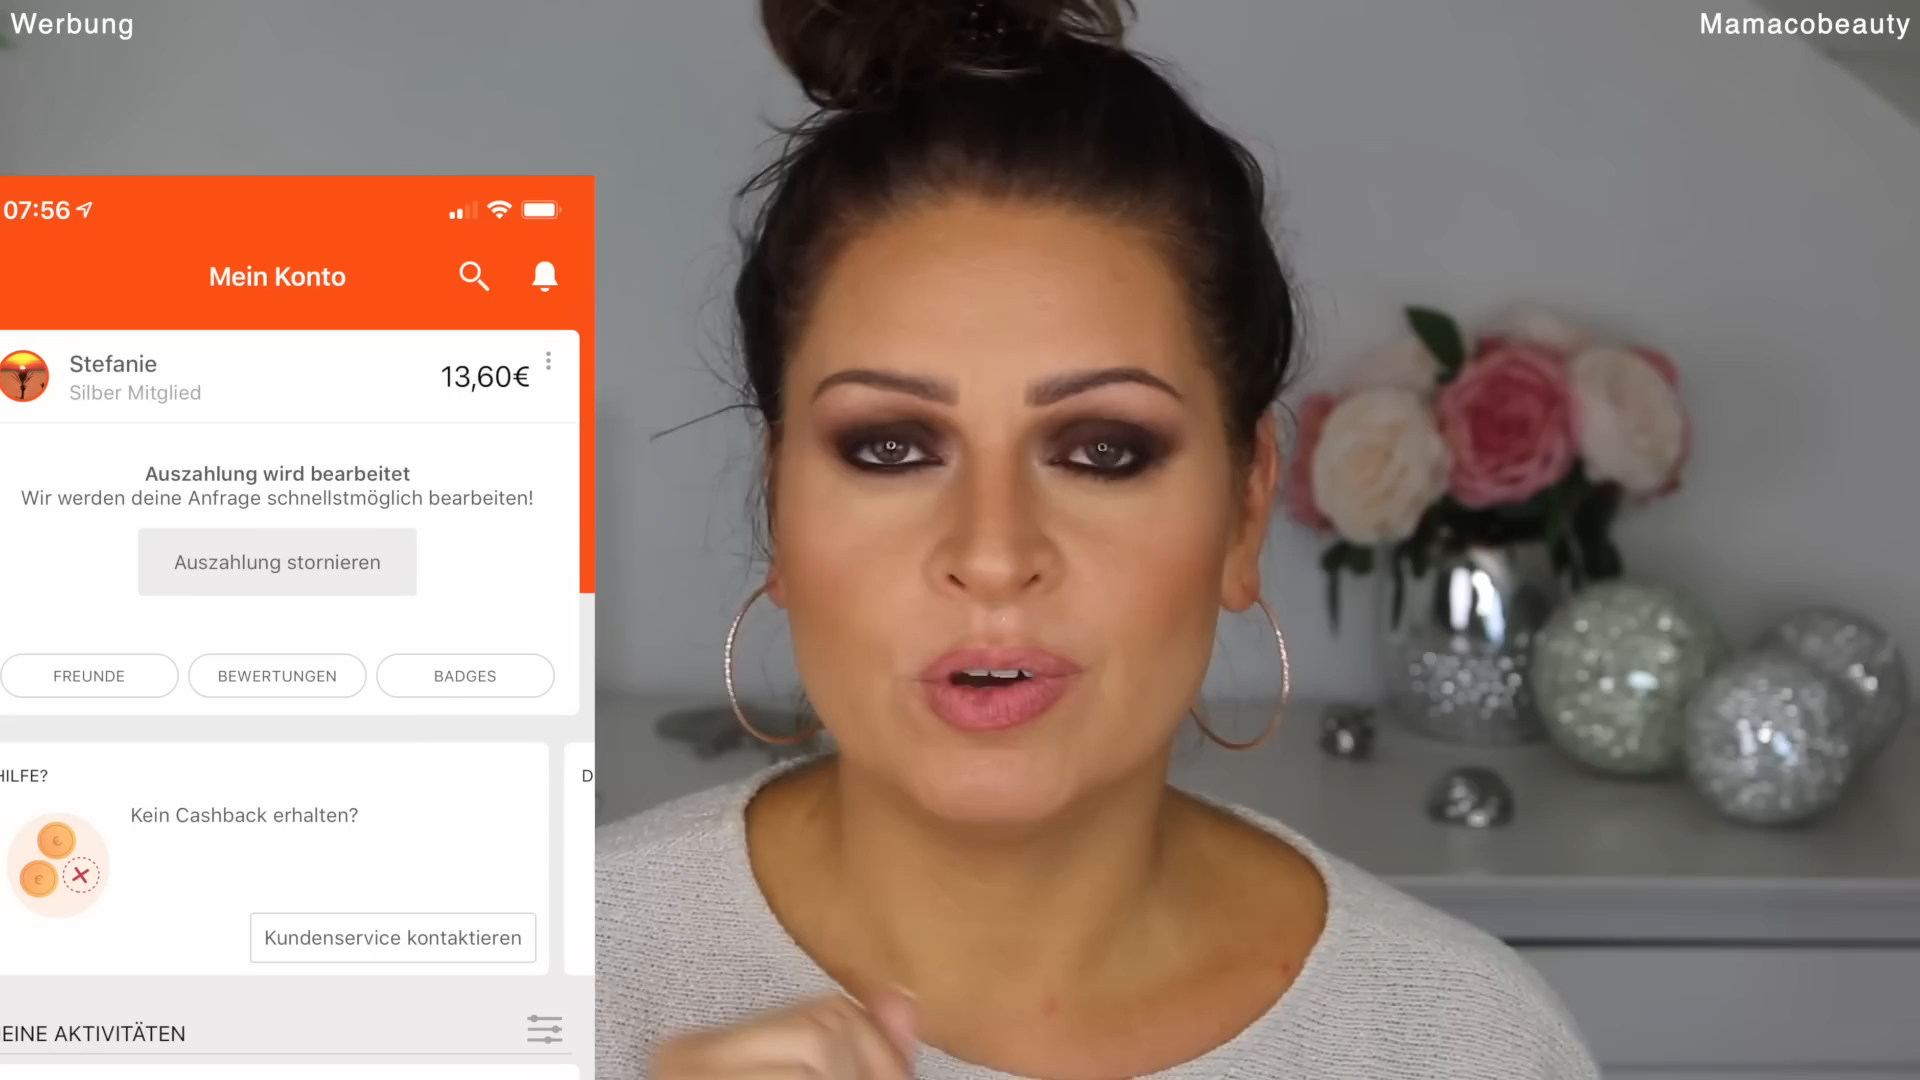 Werbung
Mamacobeauty
07:56
Mein Konto
Stefanie
Silber Mitglied
13,60€
Auszahlung wird bearbeitet
Wir werden deine Anfrage schnellstmöglich bearbeiten!
Auszahlung stornieren
FREUNDE
BEWERTUNGEN
BADGES
HILFE?
D
Kein Cashback erhalten?
Kundenservice kontaktieren
EINE AKTIVITÄTEN